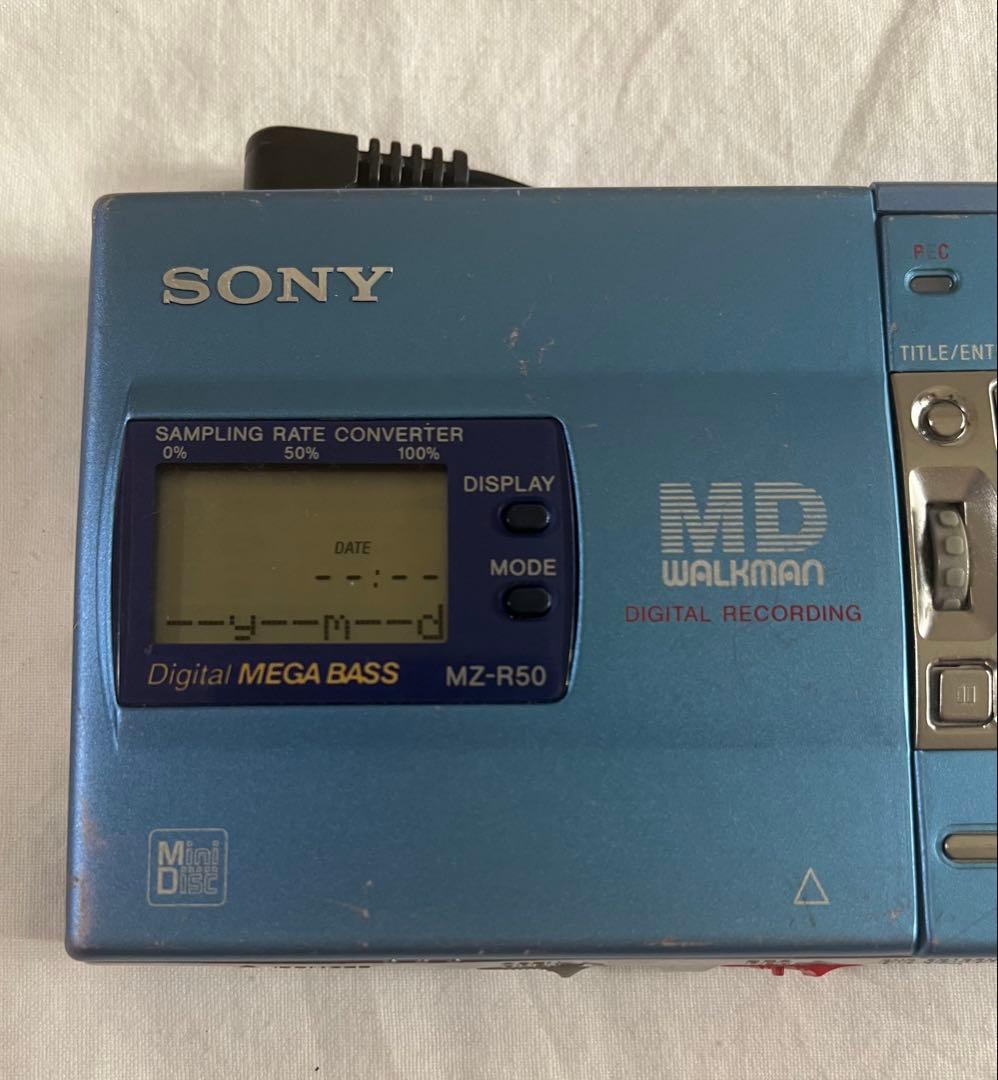 SONY
REC
TITLE/ENT
SAMPLING RATE CONVERTER
0% 50% 100%
DISPLAY
DATE
--:--
MODE
--y--m--d
Digital MEGA BASS MZ-R50
MD
WALKMAN
DIGITAL RECORDING
Mini
Disc